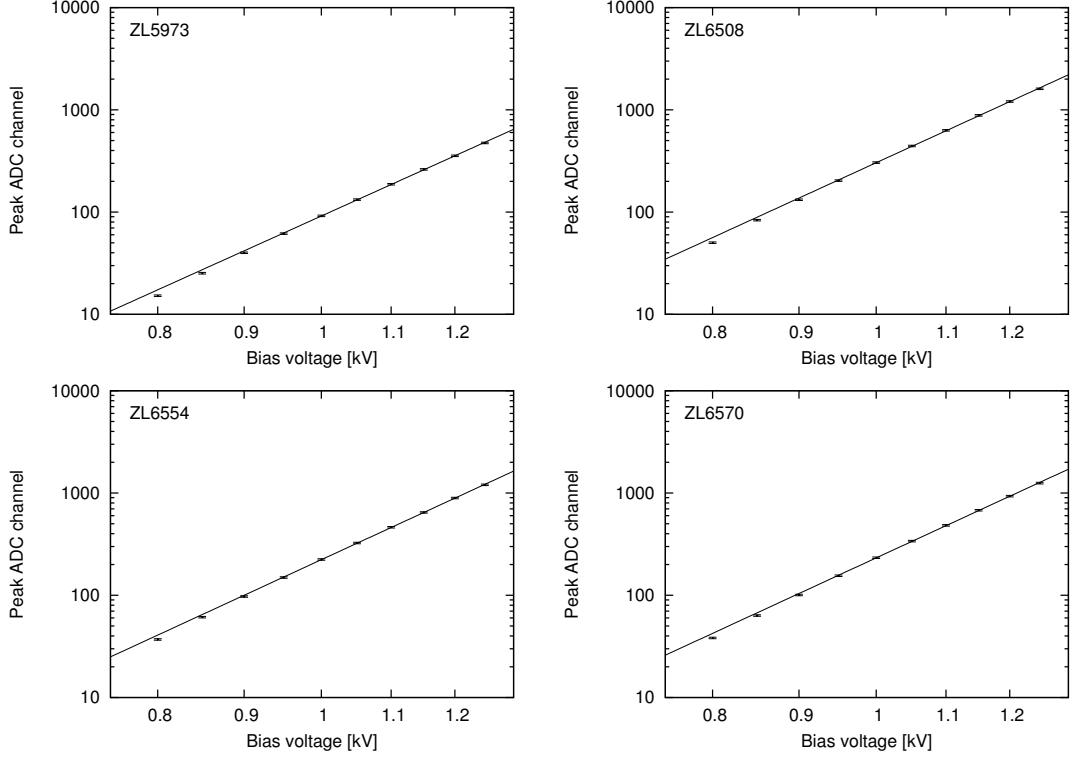 ZL5973
Peak ADC channel
10000
1000
100
10
0.8 0.9 1 1.1 1.2
Bias voltage [kV]
ZL6508
Peak ADC channel
10000
1000
100
10
0.8 0.9 1 1.1 1.2
Bias voltage [kV]
ZL6554
Peak ADC channel
10000
1000
100
10
0.8 0.9 1 1.1 1.2
Bias voltage [kV]
ZL6570
Peak ADC channel
10000
1000
100
10
0.8 0.9 1 1.1 1.2
Bias voltage [kV]